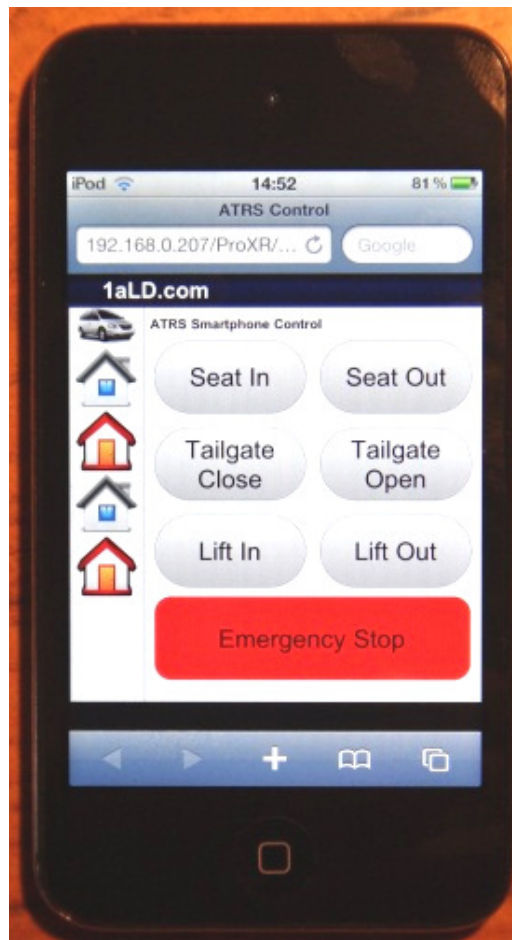 iPod 14:52 81 %
ATRS Control
192.168.0.207/ProXR/... Google
1aLD.com
ATRS Smartphone Control
Seat In Seat Out
Tailgate Close Tailgate Open
Lift In Lift Out
Emergency Stop